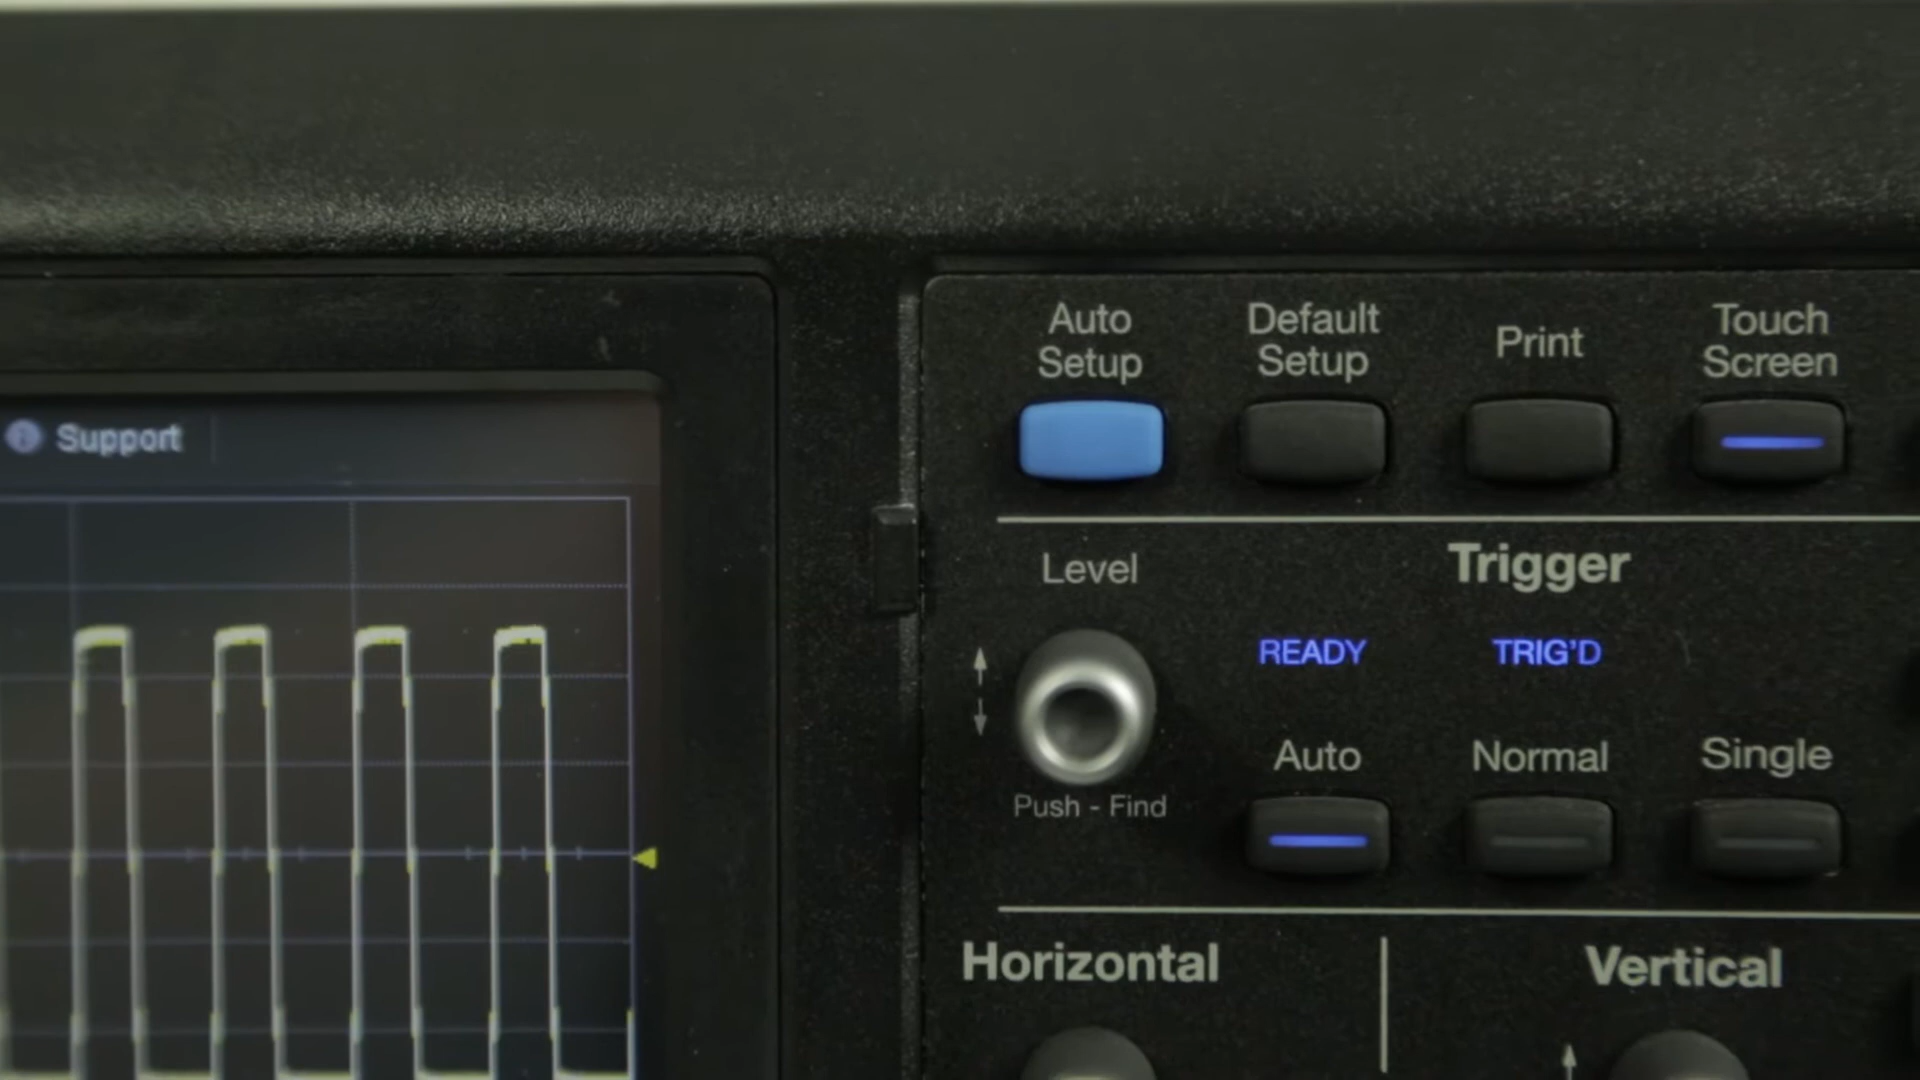 Auto
Setup
Default
Setup
Print
Touch
Screen
Support
Level
Trigger
READY
TRIG'D
Auto
Normal
Single
Push - Find
Horizontal
Vertical